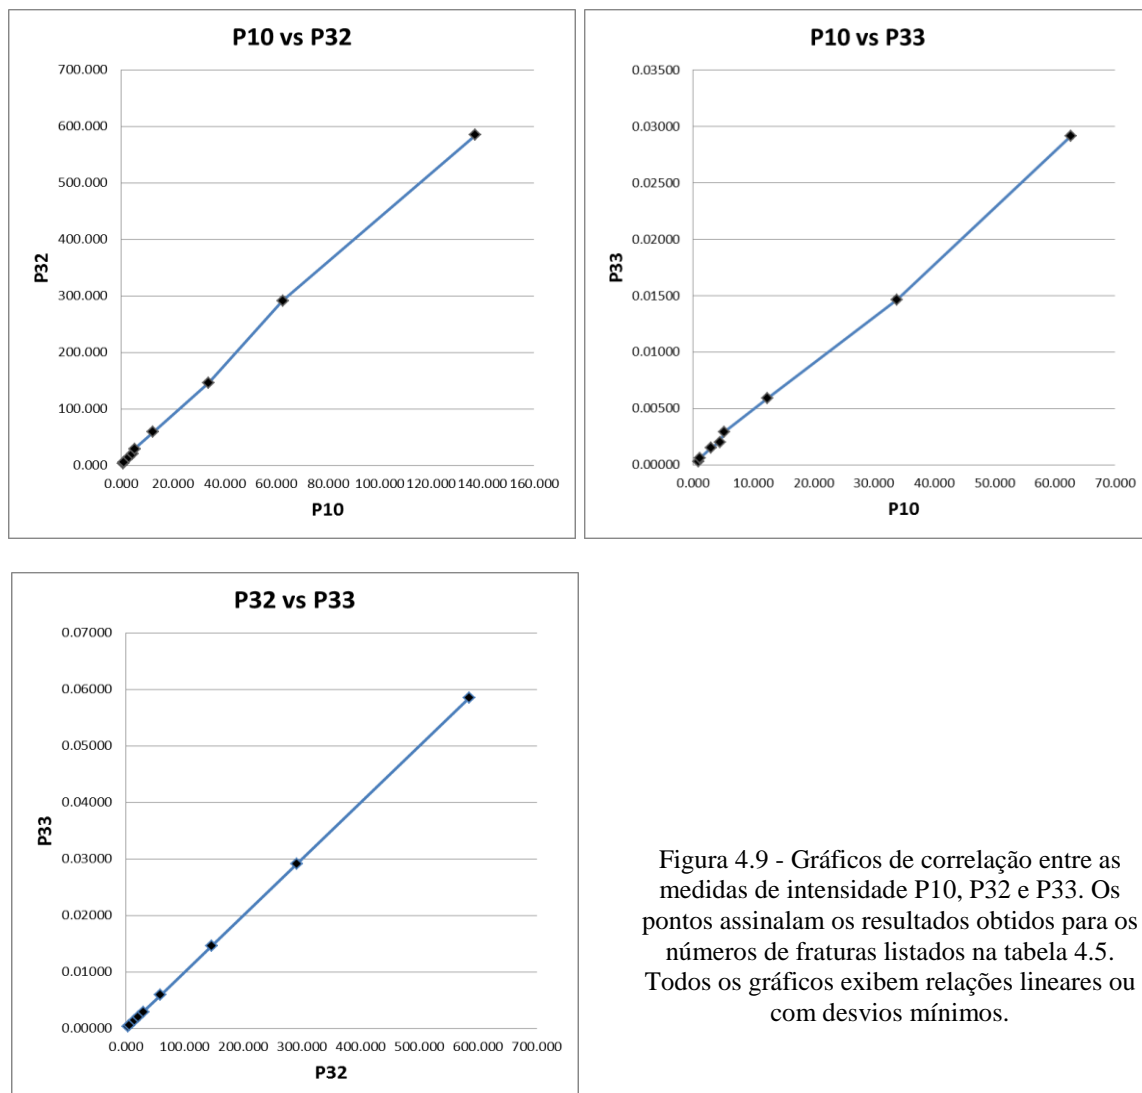 P10 vs P32
700.000
600.000
500.000
400.000
300.000
200.000
100.000
0.000
P32
0.000 20.000 40.000 60.000 80.000 100.000 120.000 140.000 160.000
P10
P10 vs P33
0.03500
0.03000
0.02500
0.02000
0.01500
0.01000
0.00500
0.00000
P33
0.000 10.000 20.000 30.000 40.000 50.000 60.000 70.000
P10
P32 vs P33
0.07000
0.06000
0.05000
0.04000
0.03000
0.02000
0.01000
0.00000
P33
0.000 100.000 200.000 300.000 400.000 500.000 600.000 700.000
P32
Figura 4.9 - Gráficos de correlação entre as
medidas de intensidade P10, P32 e P33. Os
pontos assinalam os resultados obtidos para os
números de fraturas listados na tabela 4.5.
Todos os gráficos exibem relações lineares ou
com desvios mínimos.